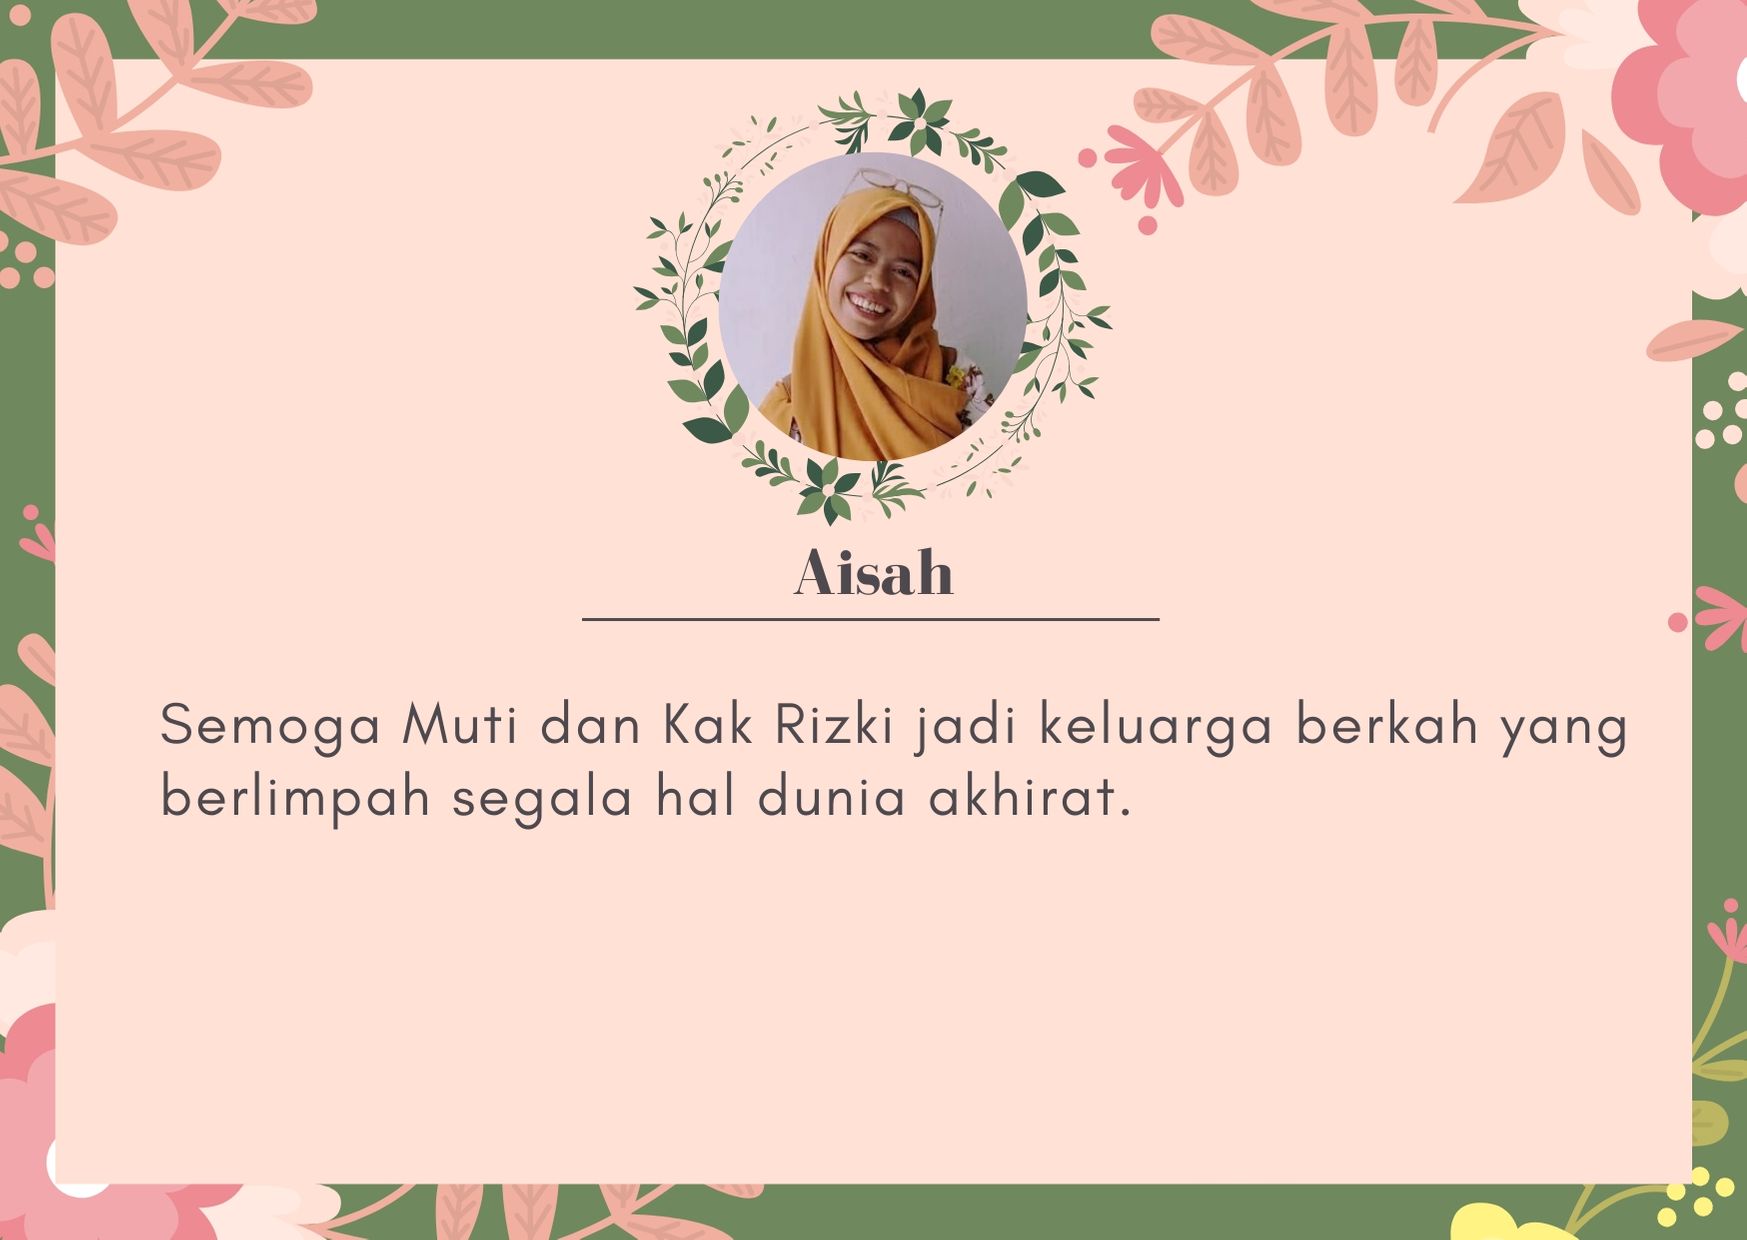 Aisah
Semoga Muti dan Kak Rizki jadi keluarga berkah yang
berlimpah segala hal dunia akhirat.